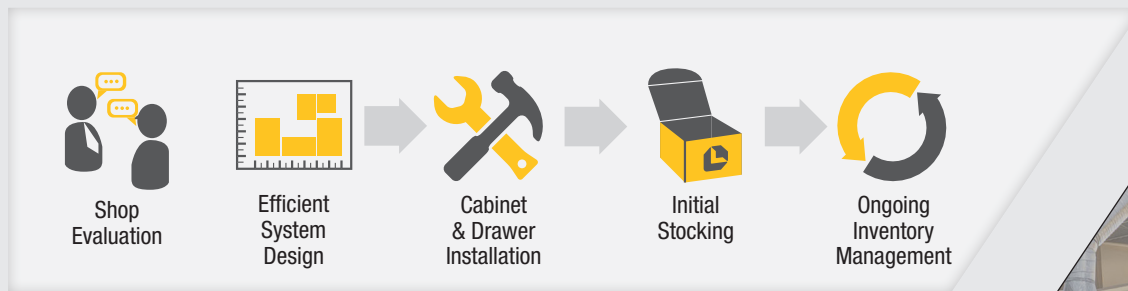 Shop
Evaluation
Efficient
System
Design
Cabinet
& Drawer
Installation
Initial
Stocking
Ongoing
Inventory
Management